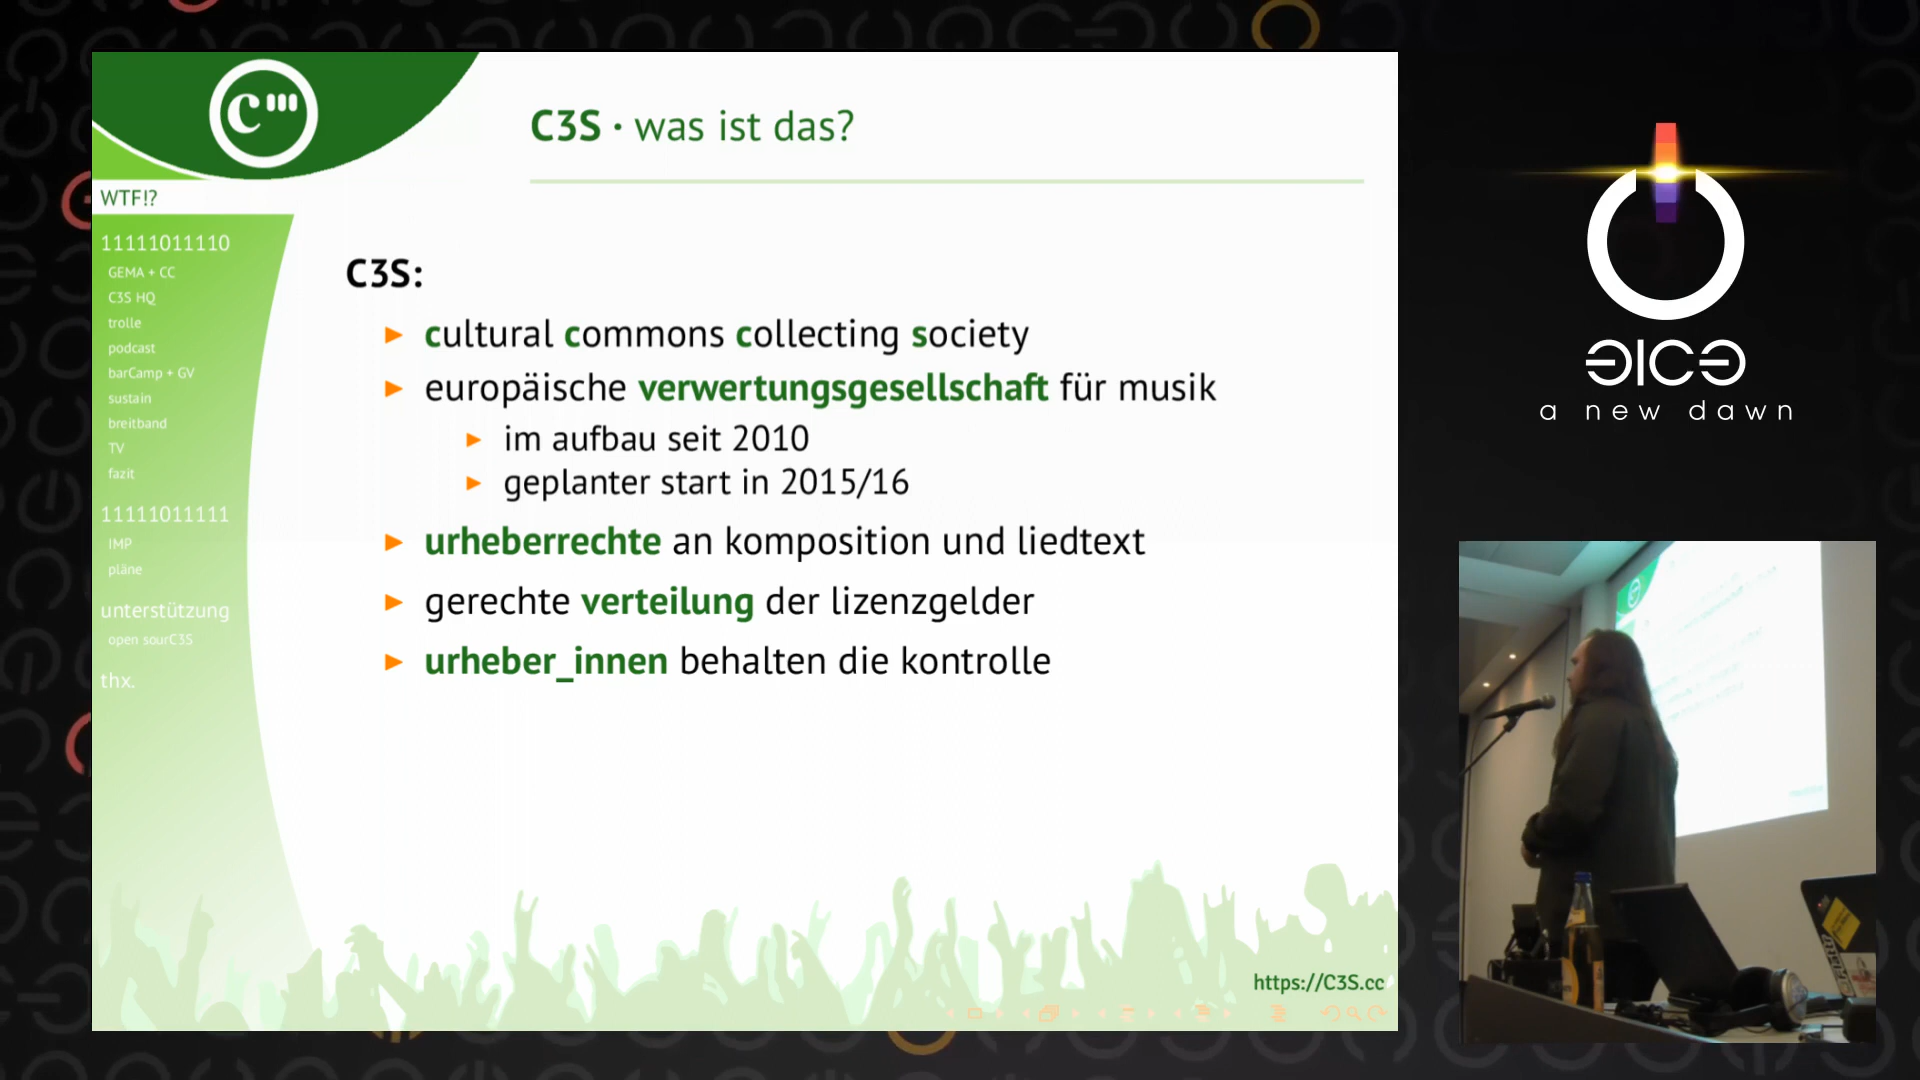 C3S · was ist das?
WTF!?
11111011110
GEMA + CC
C3S HQ
trolle
podcast
barCamp + GV
sustain
breitband
TV
fazit
11111011111
IMP
pläne
unterstützung
open sourC3S
thx.
C3S:
cultural commons collecting society
europäische verwertungsgesellschaft für musik
im aufbau seit 2010
geplanter start in 2015/16
urheberrechte an komposition und liedtext
gerechte verteilung der lizenzgelder
urheber_innen behalten die kontrolle
https://C3S.cc
a new dawn